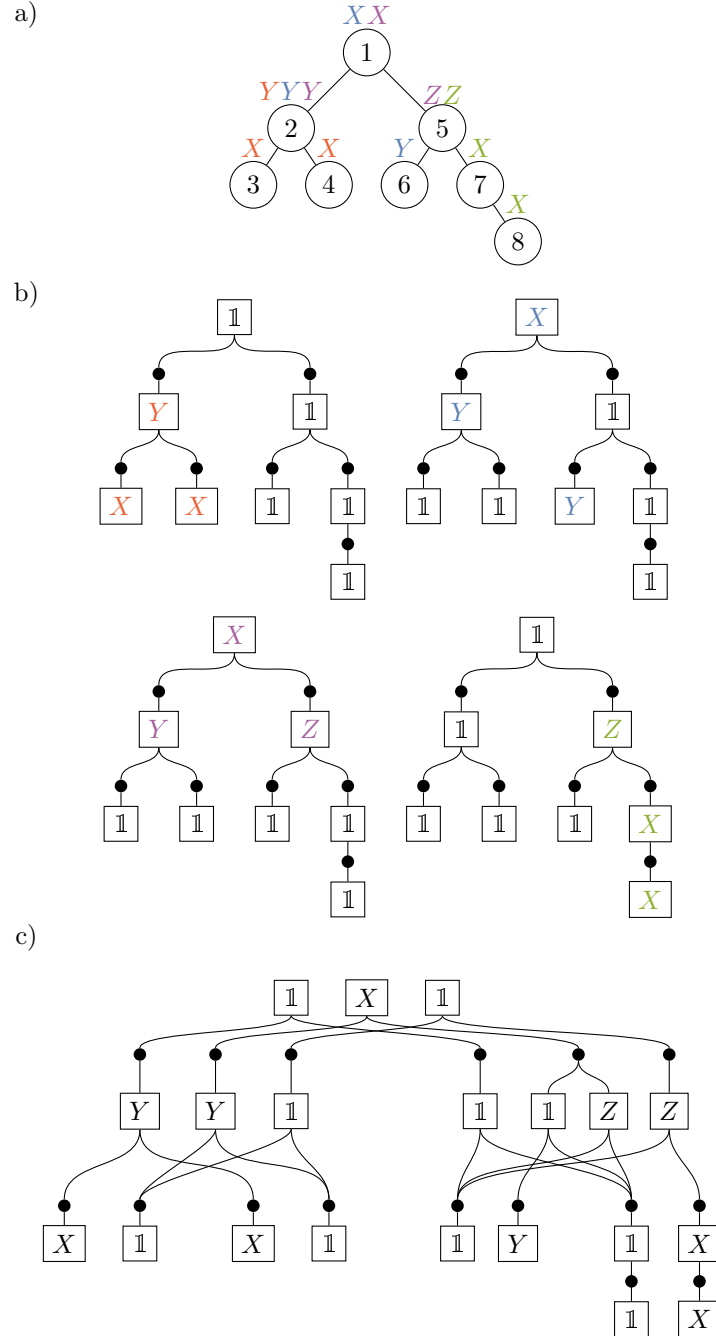 a)
X X
1
Y Y Y Z Z
2 5
X X Y X
3 4 6 7
X
8
b)
𝟙 X
Y 𝟙 Y 𝟙
X X 𝟙 𝟙 𝟙 𝟙 Y 𝟙
𝟙 𝟙
X 𝟙
Y Z 𝟙 Z
𝟙 𝟙 𝟙 𝟙 𝟙 𝟙 𝟙 X
𝟙 X
c)
𝟙 X 𝟙
Y Y 𝟙 𝟙 𝟙 Z Z
X 𝟙 X 𝟙 𝟙 Y 𝟙 X
𝟙 X